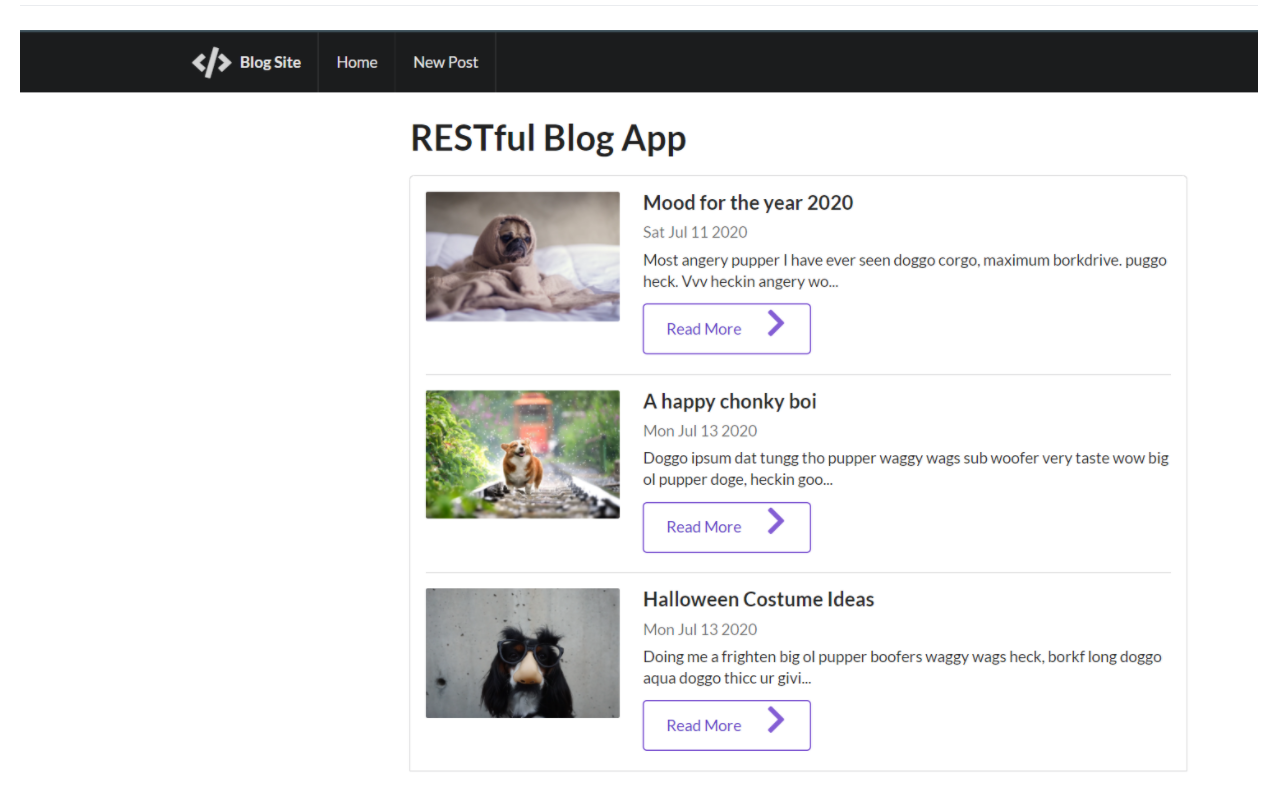 Blog Site Home New Post
RESTful Blog App
Mood for the year 2020
Sat Jul 11 2020
Most angery pupper I have ever seen doggo corgo, maximum borkdrive. puggo
heck. Vvv heckin angery wo...
Read More
A happy chonky boi
Mon Jul 13 2020
Doggo ipsum dat tungg tho pupper waggy wags sub woofer very taste wow big
ol pupper doge, heckin goo...
Read More
Halloween Costume Ideas
Mon Jul 13 2020
Doing me a frighten big ol pupper boofers waggy wags heck, borkf long doggo
aqua doggo thicc ur givi...
Read More